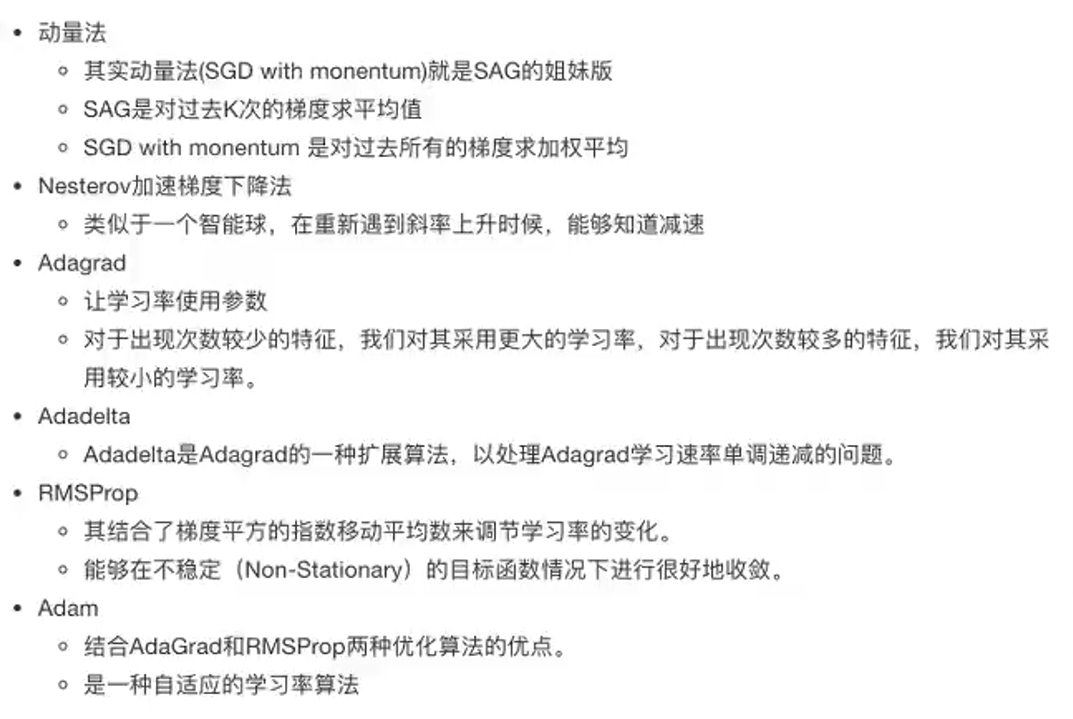 动量法
其实动量法(SGD with monentum)就是SAG的姐妹版
SAG是对过去K次的梯度求平均值
SGD with monentum 是对过去所有的梯度求加权平均
Nesterov加速梯度下降法
类似于一个智能球，在重新遇到斜率上升时候，能够知道减速
Adagrad
让学习率使用参数
对于出现次数较少的特征，我们对其采用更大的学习率，对于出现次数较多的特征，我们对其采
用较小的学习率。
Adadelta
Adadelta是Adagrad的一种扩展算法，以处理Adagrad学习速率单调递减的问题。
RMSProp
其结合了梯度平方的指数移动平均数来调节学习率的变化。
能够在不稳定（Non-Stationary）的目标函数情况下进行很好地收敛。
Adam
结合AdaGrad和RMSProp两种优化算法的优点。
是一种自适应的学习率算法